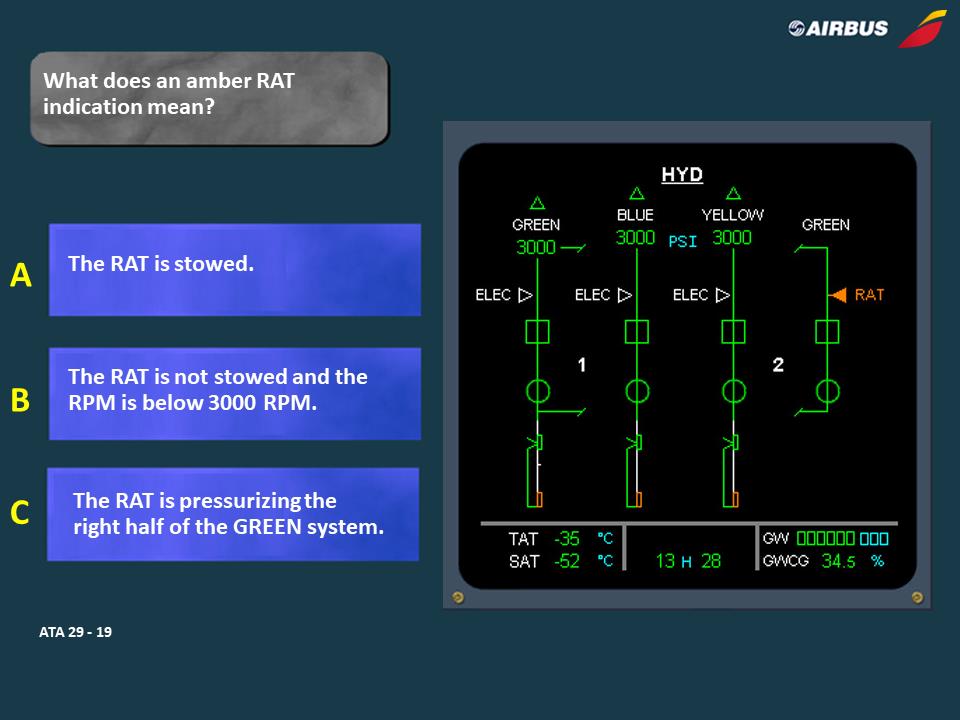 AIRBUS
What does an amber RAT
indication mean?
A
The RAT is stowed.
B
The RAT is not stowed and the
RPM is below 3000 RPM.
C
The RAT is pressurizing the
right half of the GREEN system.
ATA 29 - 19
HYD
GREEN
3000
BLUE
3000
PSI
YELLOW
3000
GREEN
ELEC
ELEC
ELEC
RAT
1
2
TAT -35 °C
SAT -52 °C
13 H 28
GW
GWCG 34.5 %